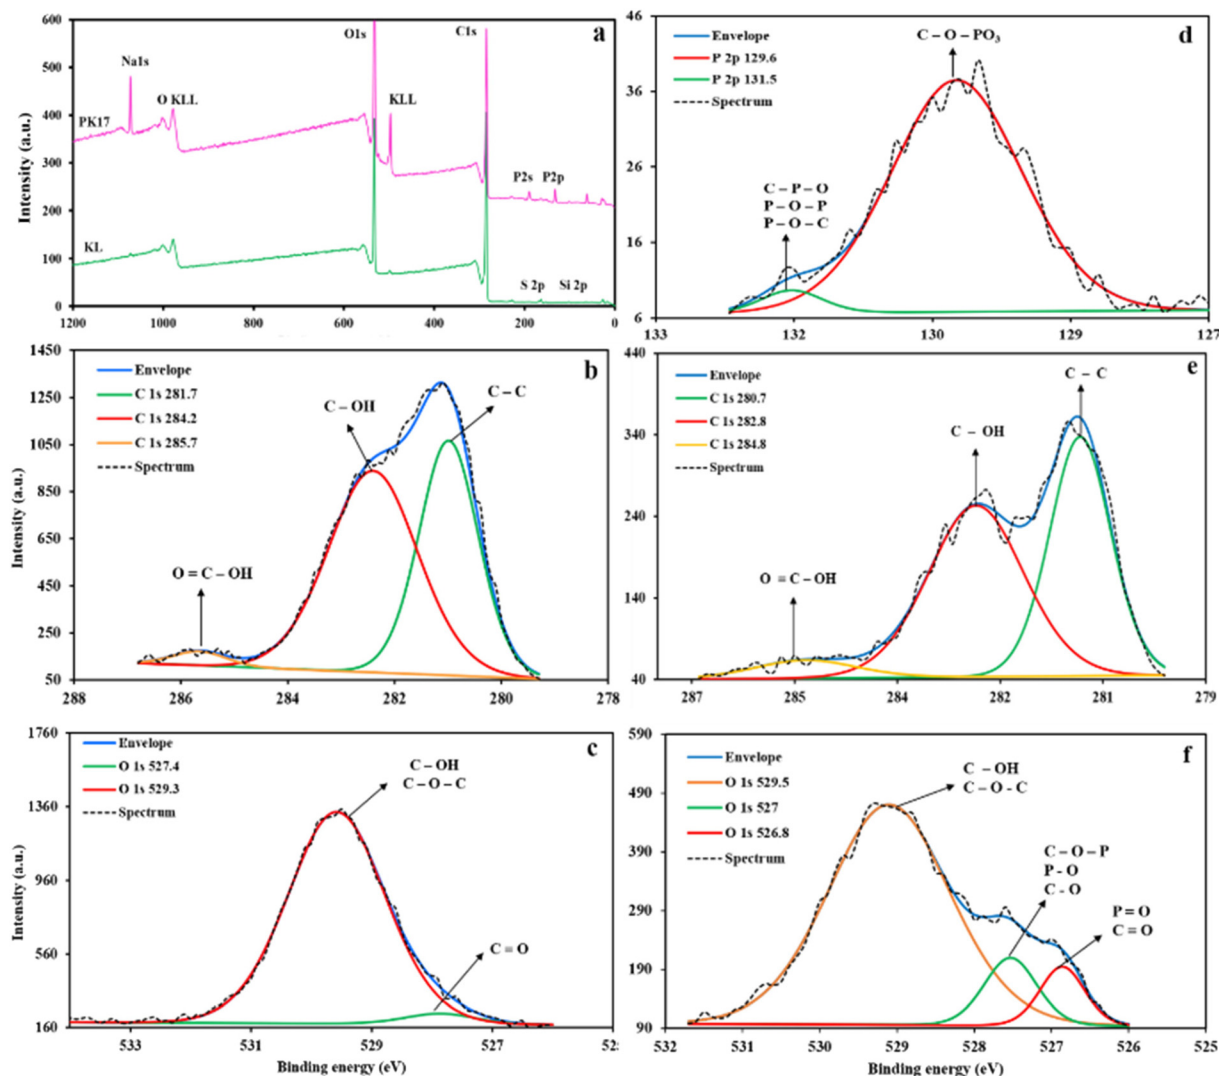 a
600
500
400
300
200
100
0
Intensity (a.u.)
Na1s
O KLL
O1s
C1s
KLL
PK17
P2s
P2p
KL
S 2p
Si 2p
1200
1000
800
600
400
200
0
d
46
36
26
16
6
Intensity (a.u.)
Envelope
P 2p 129.6
P 2p 131.5
Spectrum
C – O – PO₃
C – P – O
P – O – P
P – O – C
133
132
130
129
127
b
1450
1250
1050
850
650
450
250
50
Intensity (a.u.)
Envelope
C 1s 281.7
C 1s 284.2
C 1s 285.7
Spectrum
C – OH
C – C
O = C – OH
288
286
284
282
280
278
e
440
340
240
140
40
Envelope
C 1s 280.7
C 1s 282.8
C 1s 284.8
Spectrum
C – C
C – OH
O = C – OH
287
285
284
282
281
279
c
1760
1360
960
560
160
Intensity (a.u.)
Envelope
O 1s 527.4
O 1s 529.3
Spectrum
C – OH
C – O – C
C = O
533
531
529
527
Binding energy (eV)
f
590
490
390
290
190
90
Envelope
O 1s 529.5
O 1s 527
O 1s 526.8
Spectrum
C – OH
C – O - C
C – O – P
P - O
C - O
P = O
C = O
532
531
530
529
528
527
526
525
Binding energy (eV)